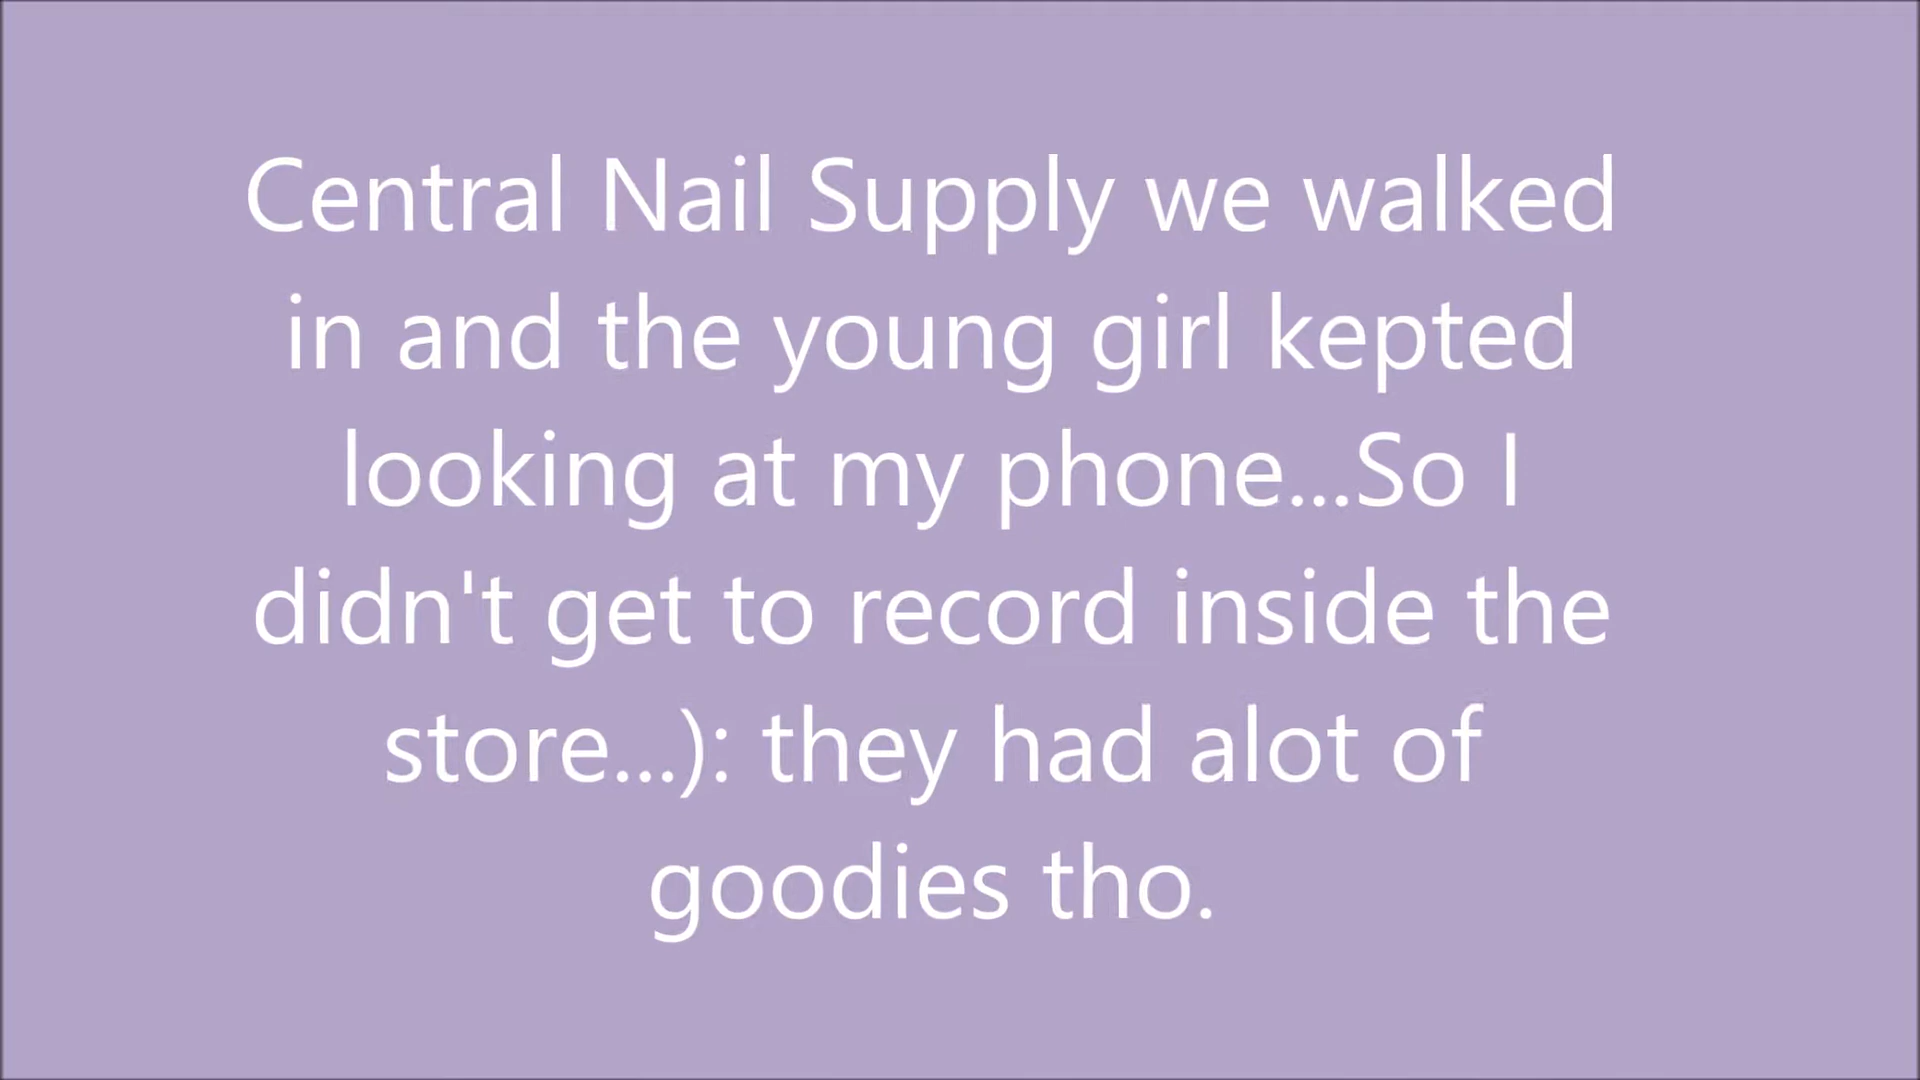 Central Nail Supply we walked
in and the young girl kepted
looking at my phone...So I
didn't get to record inside the
store...): they had alot of
goodies tho.